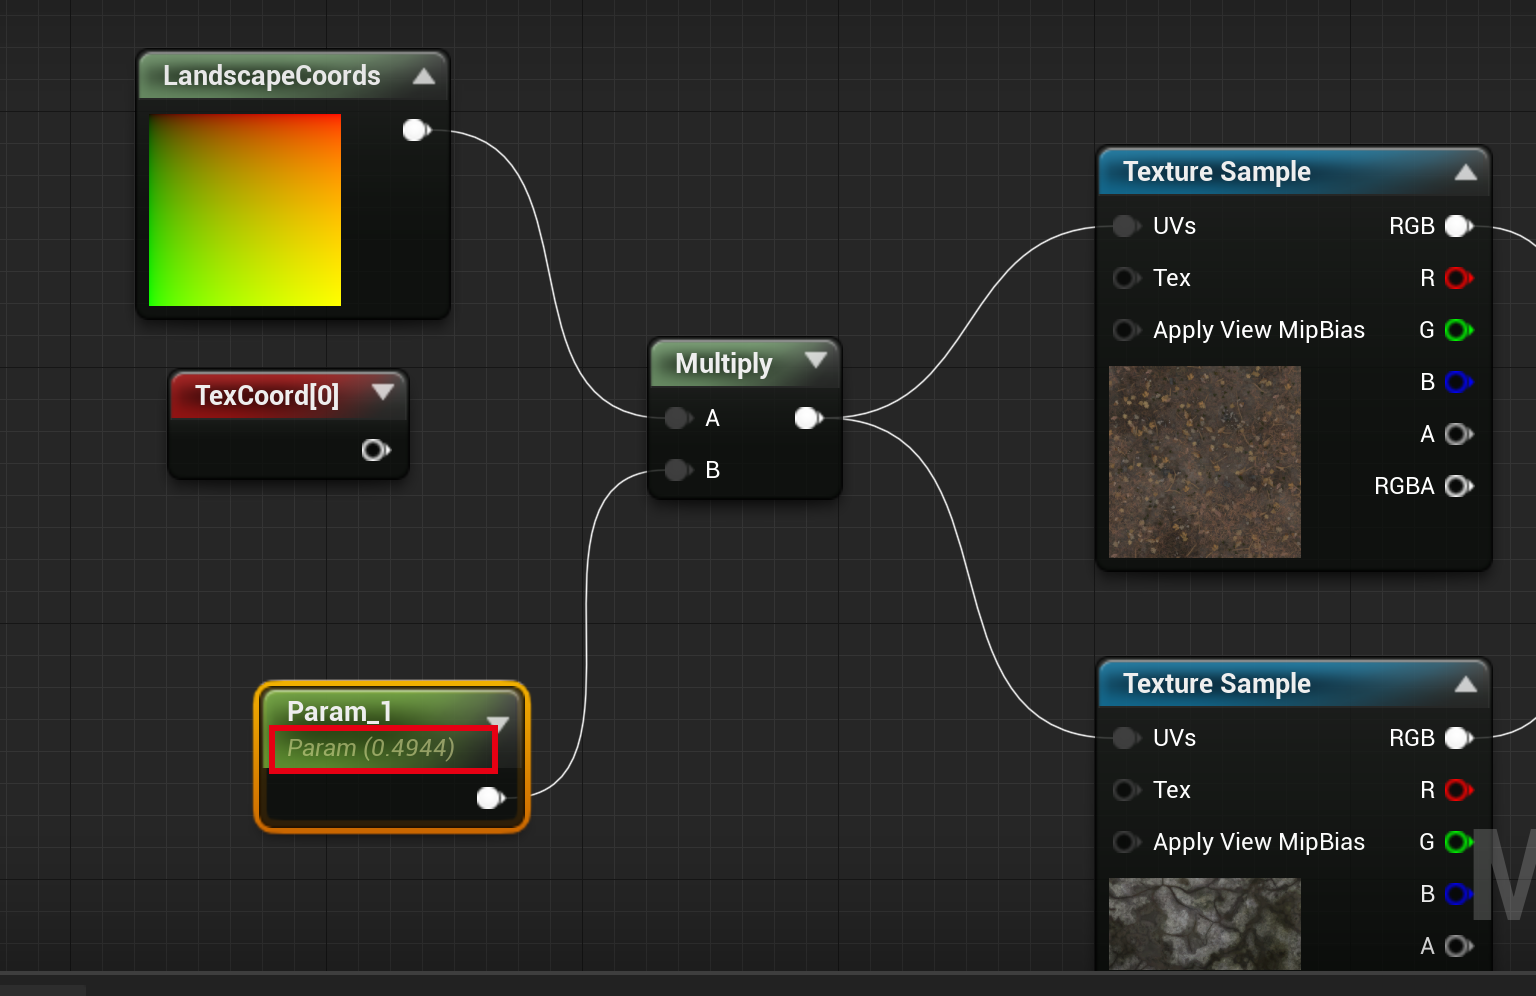 LandscapeCoords
TexCoord[0]
Multiply
A
B
Param_1
Param (0.4944)
Texture Sample
UVs RGB
Tex R
Apply View MipBias G
B
A
RGBA
Texture Sample
UVs RGB
Tex R
Apply View MipBias G
B
A
M